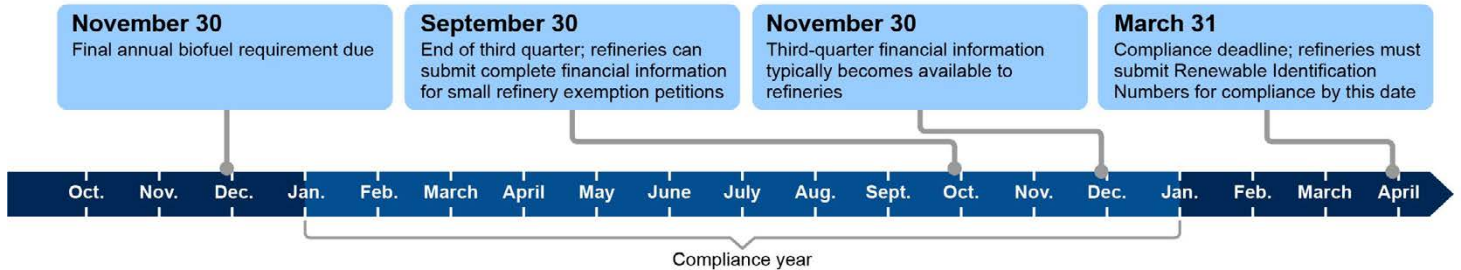 November 30
Final annual biofuel requirement due
September 30
End of third quarter; refineries can
submit complete financial information
for small refinery exemption petitions
November 30
Third-quarter financial information
typically becomes available to
refineries
March 31
Compliance deadline; refineries must
submit Renewable Identification
Numbers for compliance by this date
Oct. Nov. Dec. Jan. Feb. March April May June July Aug. Sept. Oct. Nov. Dec. Jan. Feb. March April
Compliance year